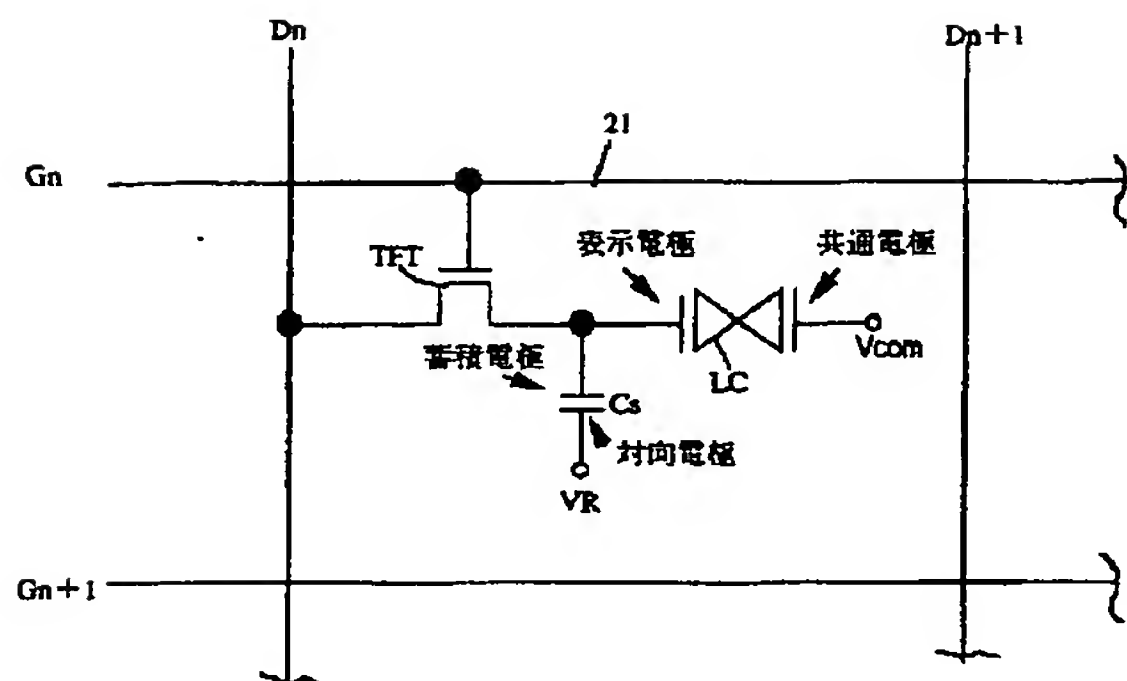 Dn
Dn+1
21
Gn
表示電極
共通電極
TFT
Vcom
蓄積電極
LC
Cs
対向電極
VR
Gn+1